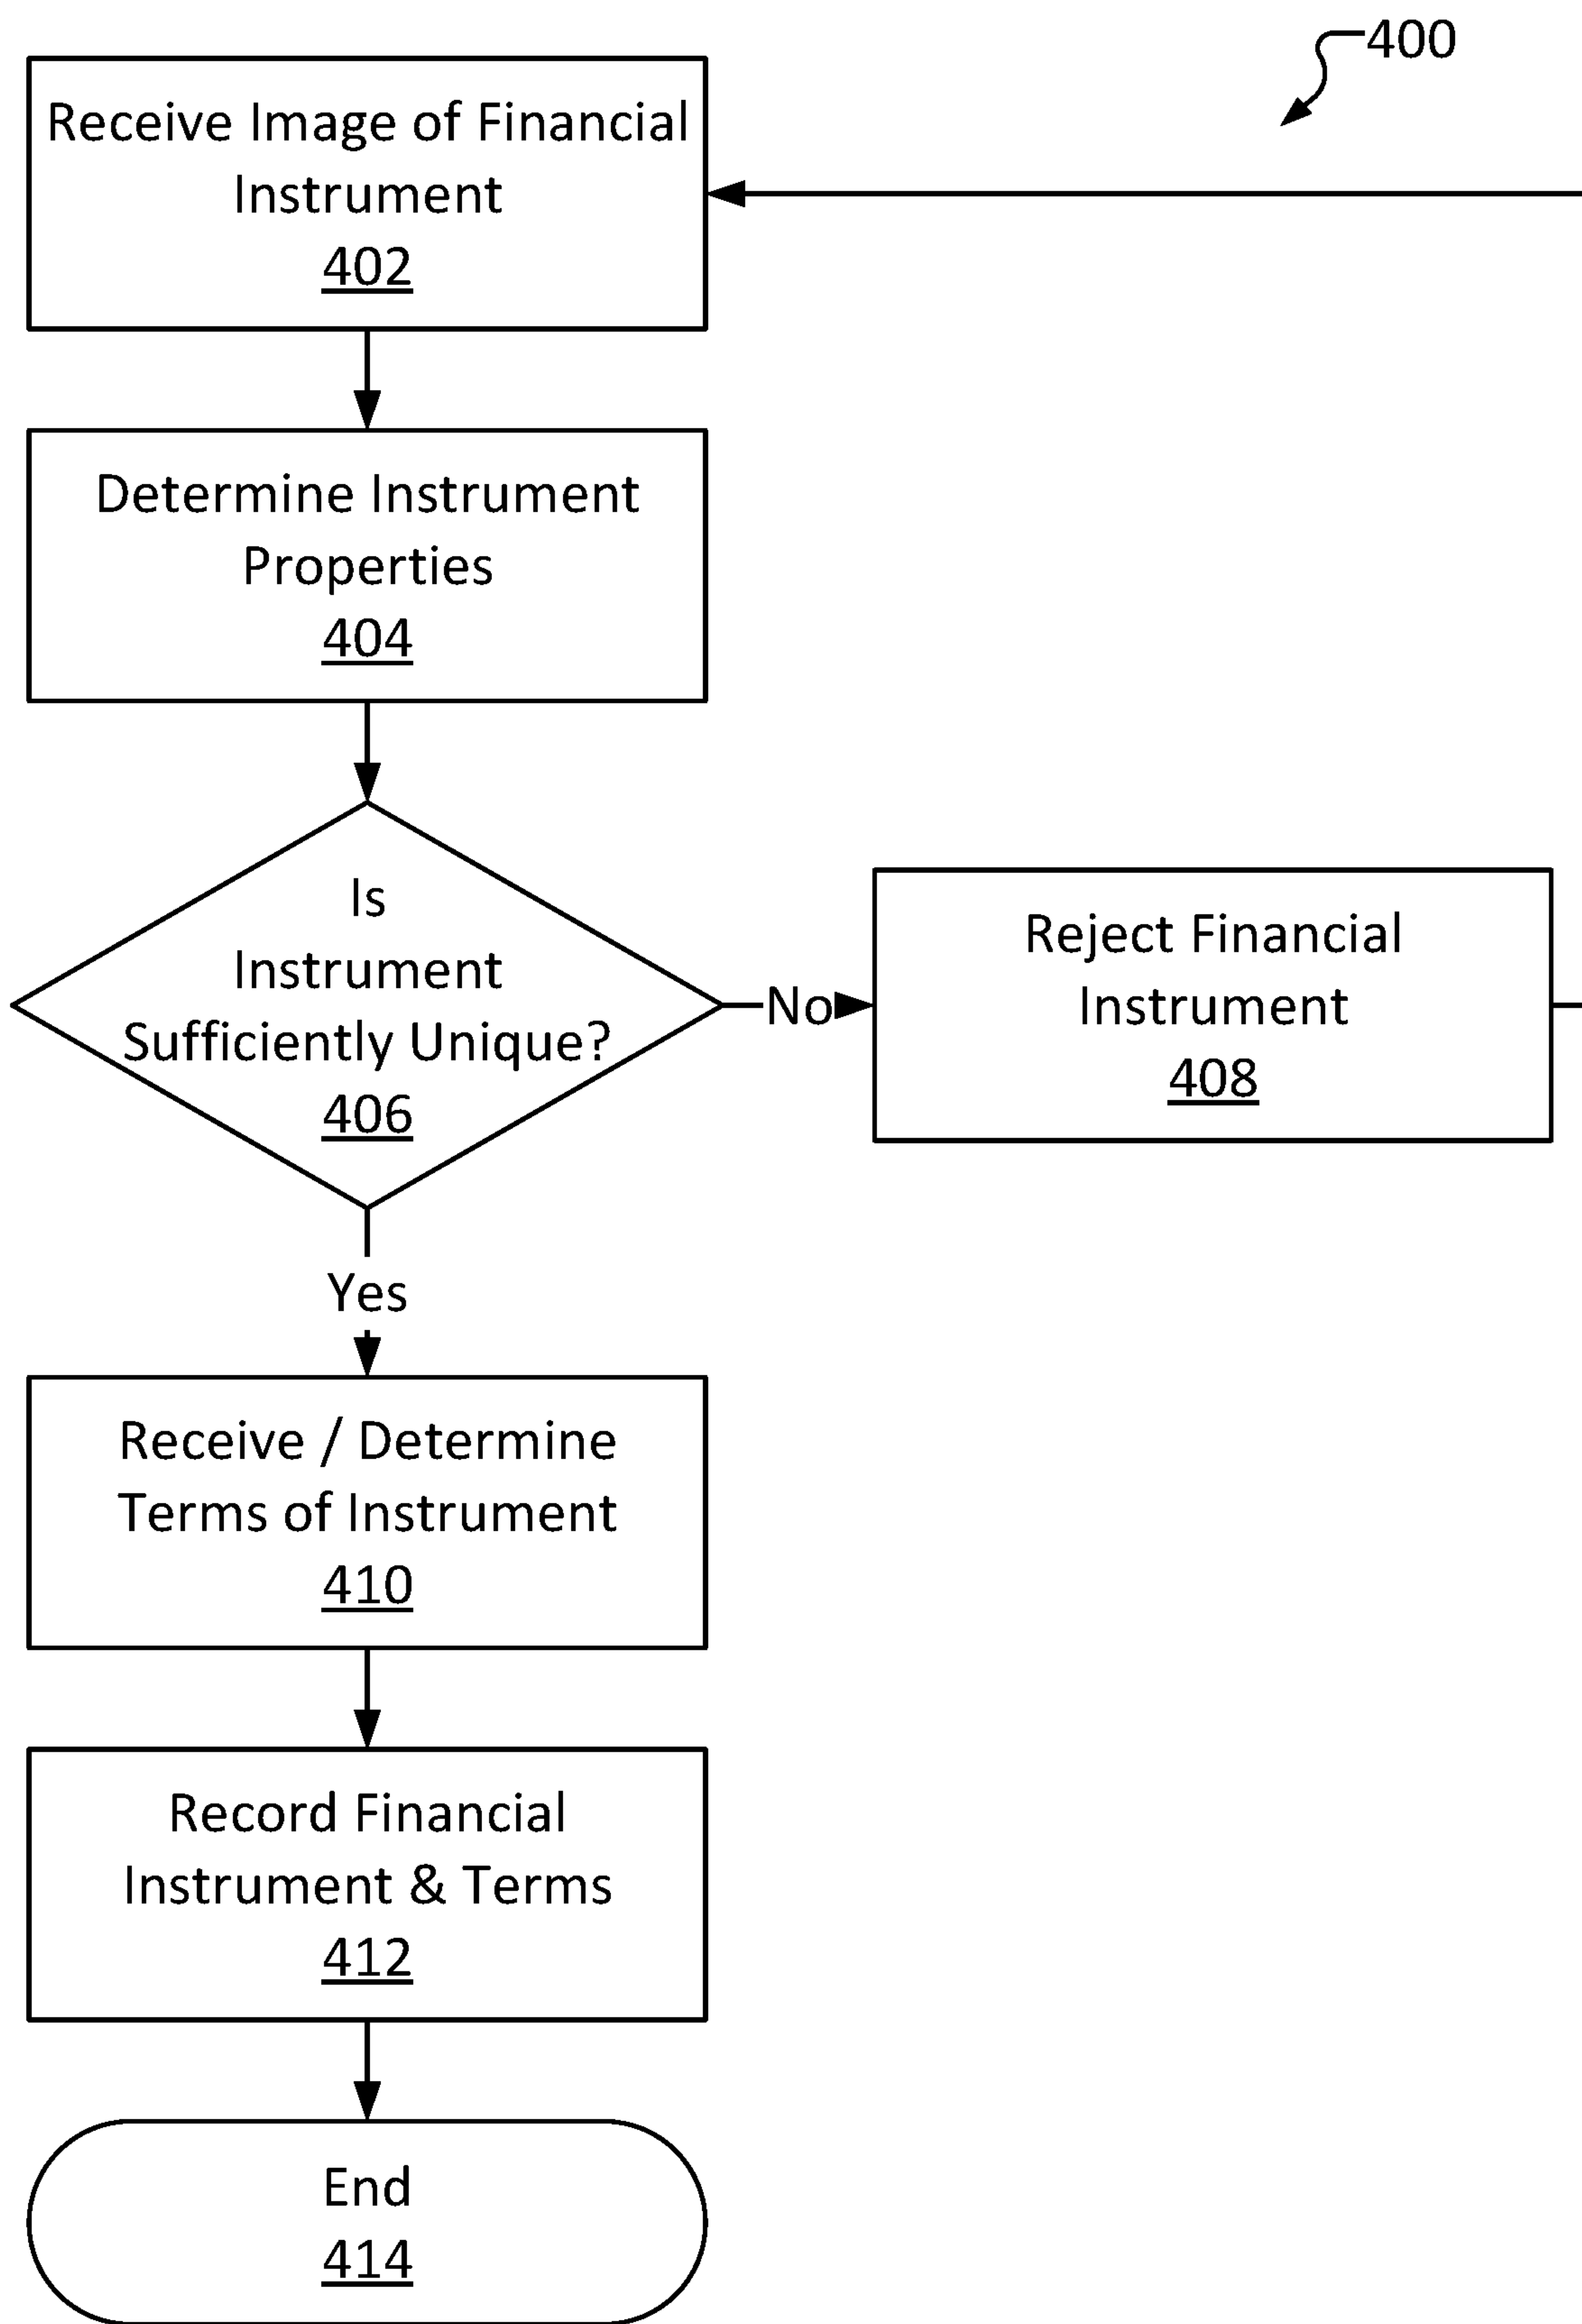 400
Receive Image of Financial
Instrument
402
Determine Instrument
Properties
404
Is
Instrument
Sufficiently Unique?
406
No
Reject Financial
Instrument
408
Yes
Receive / Determine
Terms of Instrument
410
Record Financial
Instrument & Terms
412
End
414